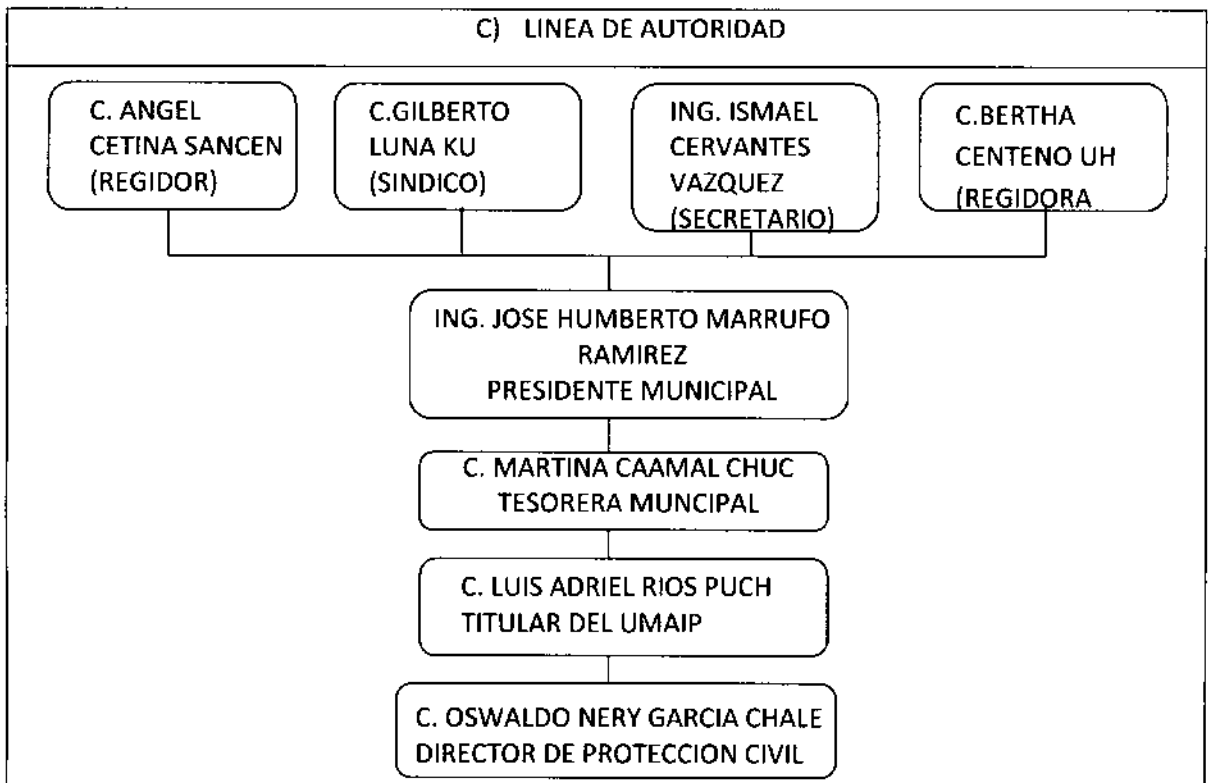 C) LINEA DE AUTORIDAD
C. ANGEL
CETINA SANCEN
(REGIDOR)
C.GILBERTO
LUNA KU
(SINDICO)
ING. ISMAEL
CERVANTES
VAZQUEZ
(SECRETARIO)
C.BERTHA
CENTENO UH
(REGIDORA
ING. JOSE HUMBERTO MARRUFO
RAMIREZ
PRESIDENTE MUNICIPAL
C. MARTINA CAAMAL CHUC
TESORERA MUNCIPAL
C. LUIS ADRIEL RIOS PUCH
TITULAR DEL UMAIP
C. OSWALDO NERY GARCIA CHALE
DIRECTOR DE PROTECCION CIVIL